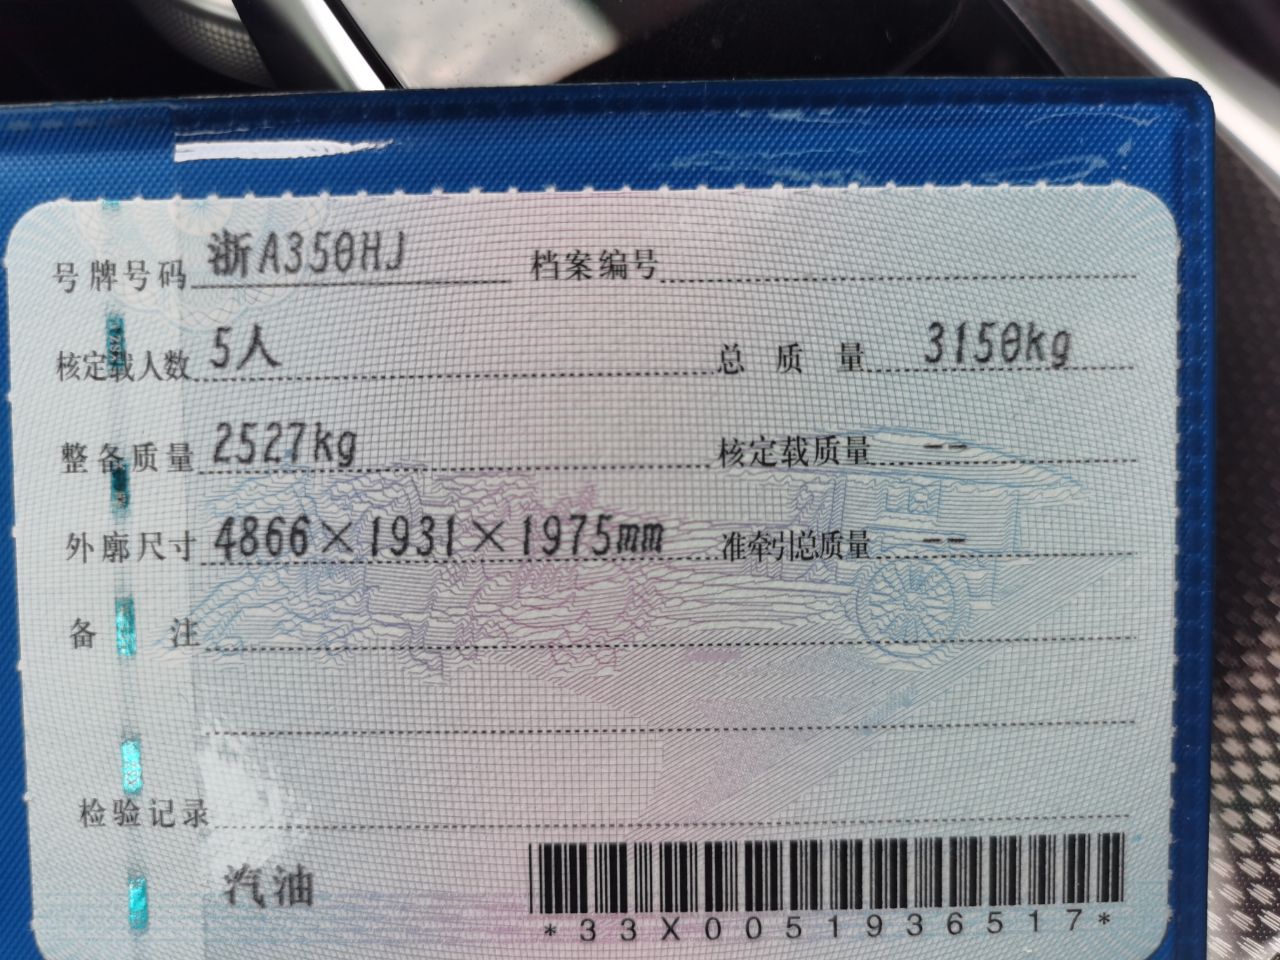 号牌号码 浙A350HJ 档案编号
核定载人数 5人 总质量 3150kg
整备质量 2527kg 核定载质量 --
外廓尺寸 4866×1931×1975mm 准牵引总质量 --
备注
检验记录
汽油
*33X0051936517*